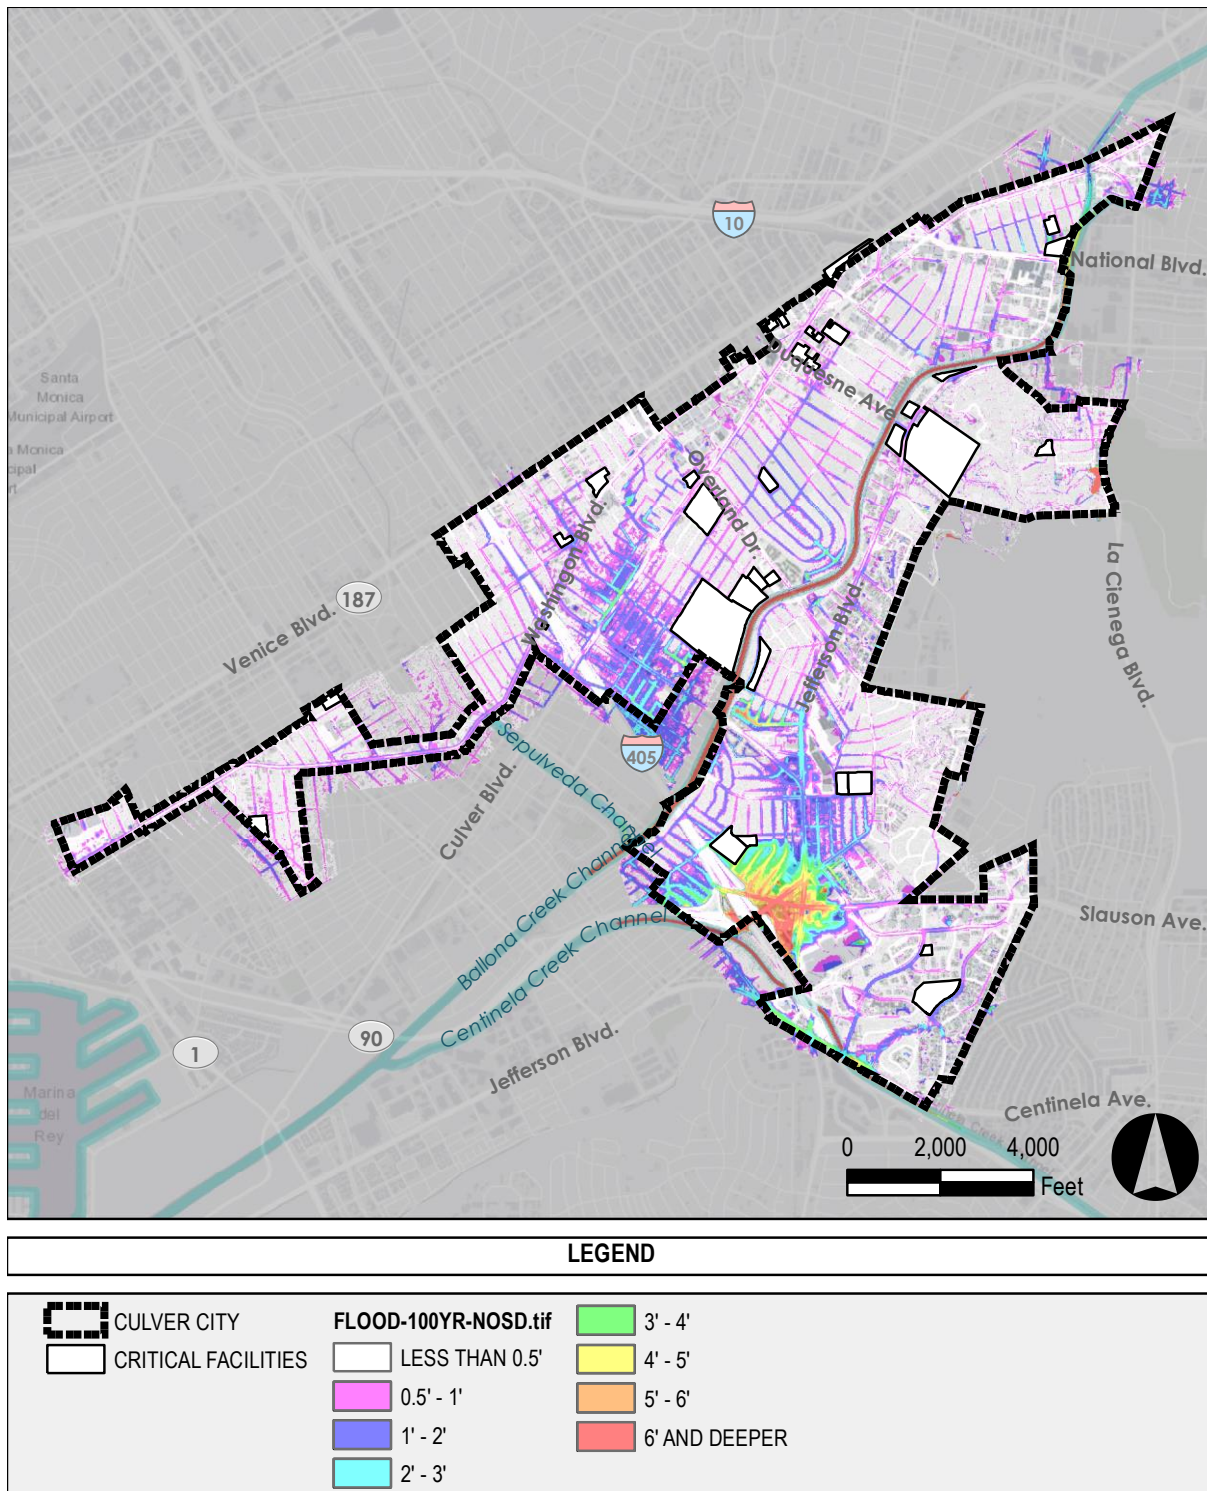 10
National Blvd.
Santa
Monica
Municipal Airport
a Monica
cipal
rt
Duquesne Ave.
Overland Dr.
Washingon Blvd.
187
Venice Blvd.
La Cienega Blvd.
Jefferson Blvd.
405
Sepulveda Channel
Culver Blvd.
Ballona Creek Channel
Centinela Creek Channel
Slauson Ave.
90
1
Jefferson Blvd.
Marina
del
Rey
Centinela Ave.
0 2,000 4,000
Feet
LEGEND
CULVER CITY
CRITICAL FACILITIES
FLOOD-100YR-NOSD.tif
LESS THAN 0.5'
0.5' - 1'
1' - 2'
2' - 3'
3' - 4'
4' - 5'
5' - 6'
6' AND DEEPER